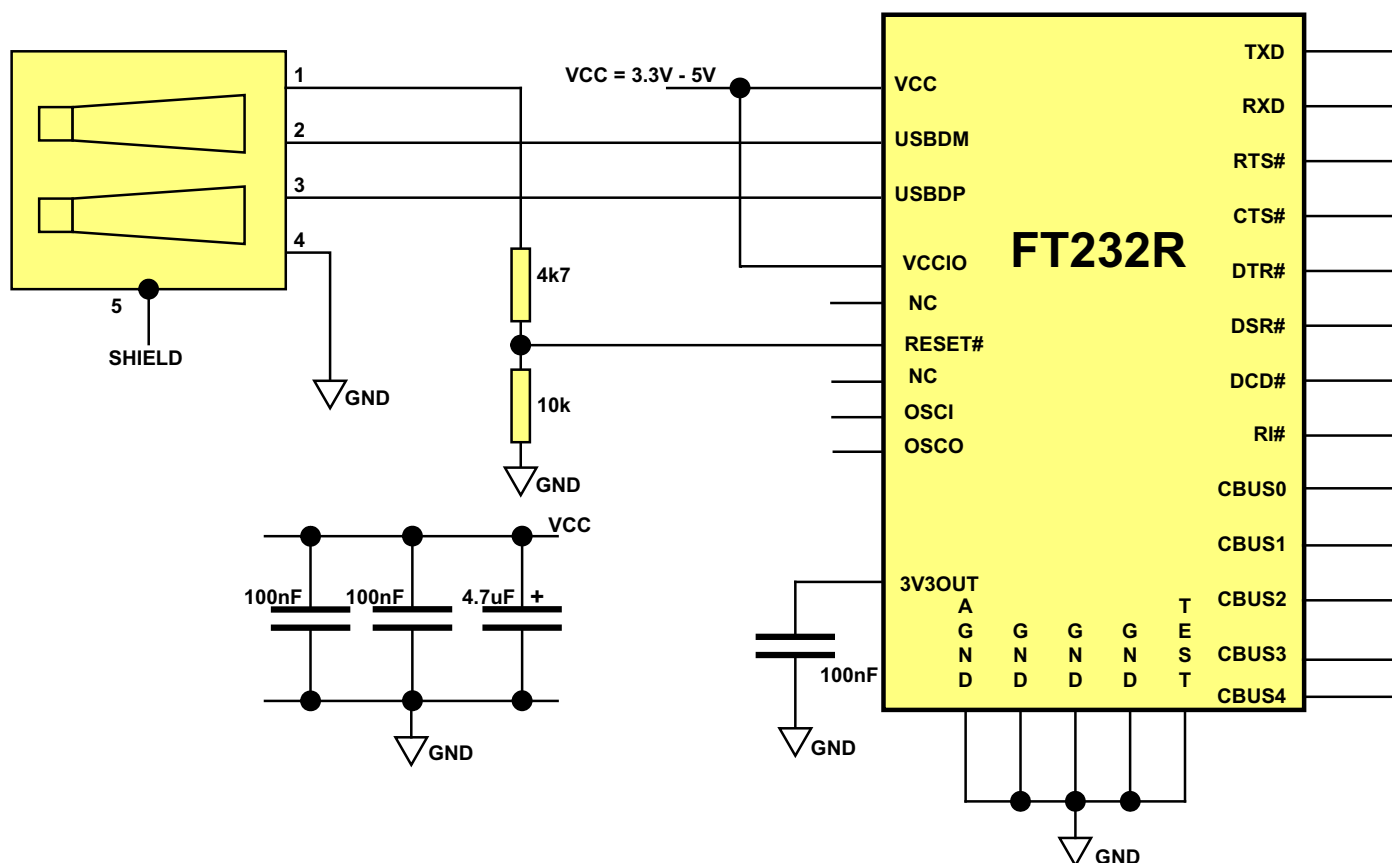 1
2
3
4
5
SHIELD
GND
4k7
10k
GND
VCC = 3.3V - 5V
VCC
USBDM
USBDP
VCCIO
NC
RESET#
NC
OSCI
OSCO
3V3OUT
FT232R
TXD
RXD
RTS#
CTS#
DTR#
DSR#
DCD#
RI#
CBUS0
CBUS1
CBUS2
CBUS3
CBUS4
AGND
GND
GND
GND
TEST
GND
100nF
GND
VCC
100nF
100nF
4.7uF +
GND